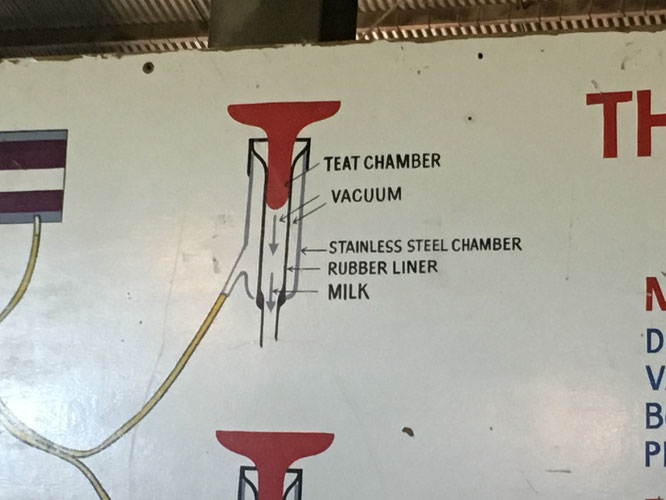 TH
TEAT CHAMBER
VACUUM
STAINLESS STEEL CHAMBER
RUBBER LINER
MILK
N
D
V
B
P